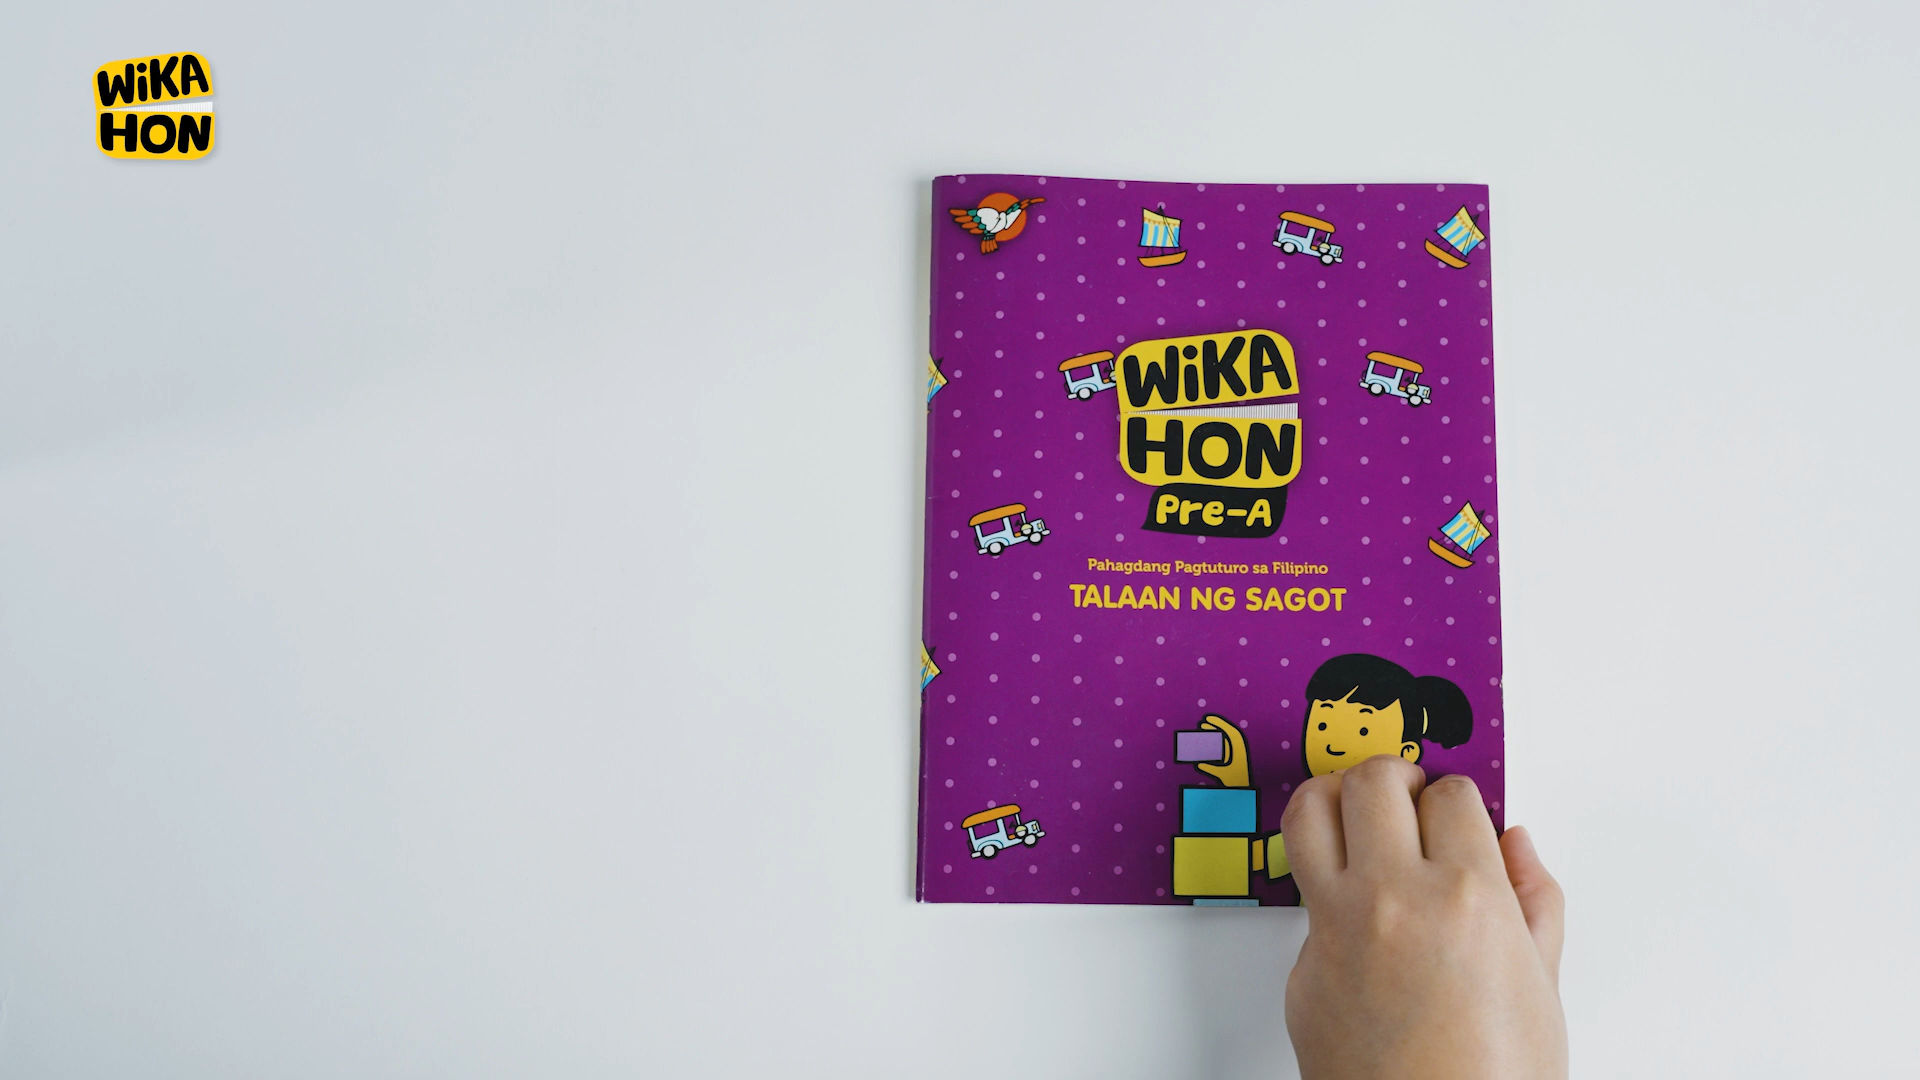 WiKA
HON
WiKA
HON
Pre-A
Pahagdang Pagtuturo sa Filipino
TALAAN NG SAGOT